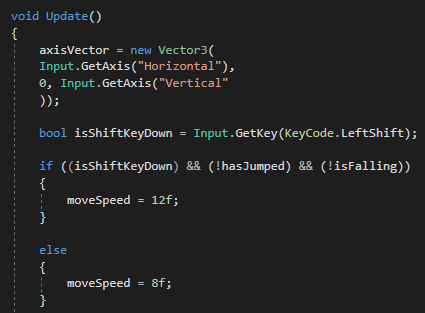 void Update()
{
axisVector = new Vector3(
Input.GetAxis("Horizontal"),
0, Input.GetAxis("Vertical"
));
bool isShiftKeyDown = Input.GetKey(KeyCode.LeftShift);
if ((isShiftKeyDown) && (!hasJumped) && (!isFalling))
{
moveSpeed = 12f;
}
else
{
moveSpeed = 8f;
}